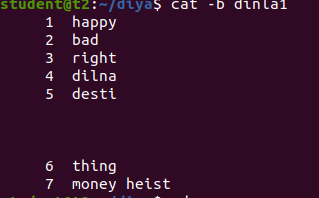 student@t2:~/diya$ cat -b dinla1
1 happy
2 bad
3 right
4 dilna
5 desti
6 thing
7 money heist